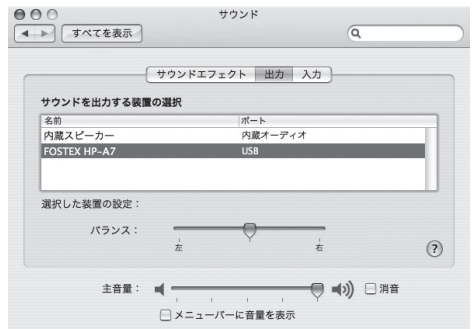 サウンド
すべてを表示
サウンドエフェクト 出力 入力
サウンドを出力する装置の選択
名前 ポート
内蔵スピーカー 内蔵オーディオ
FOSTEX HP-A7 USB
選択した装置の設定：
バランス：
左 右
?
主音量： 消音
メニューバーに音量を表示